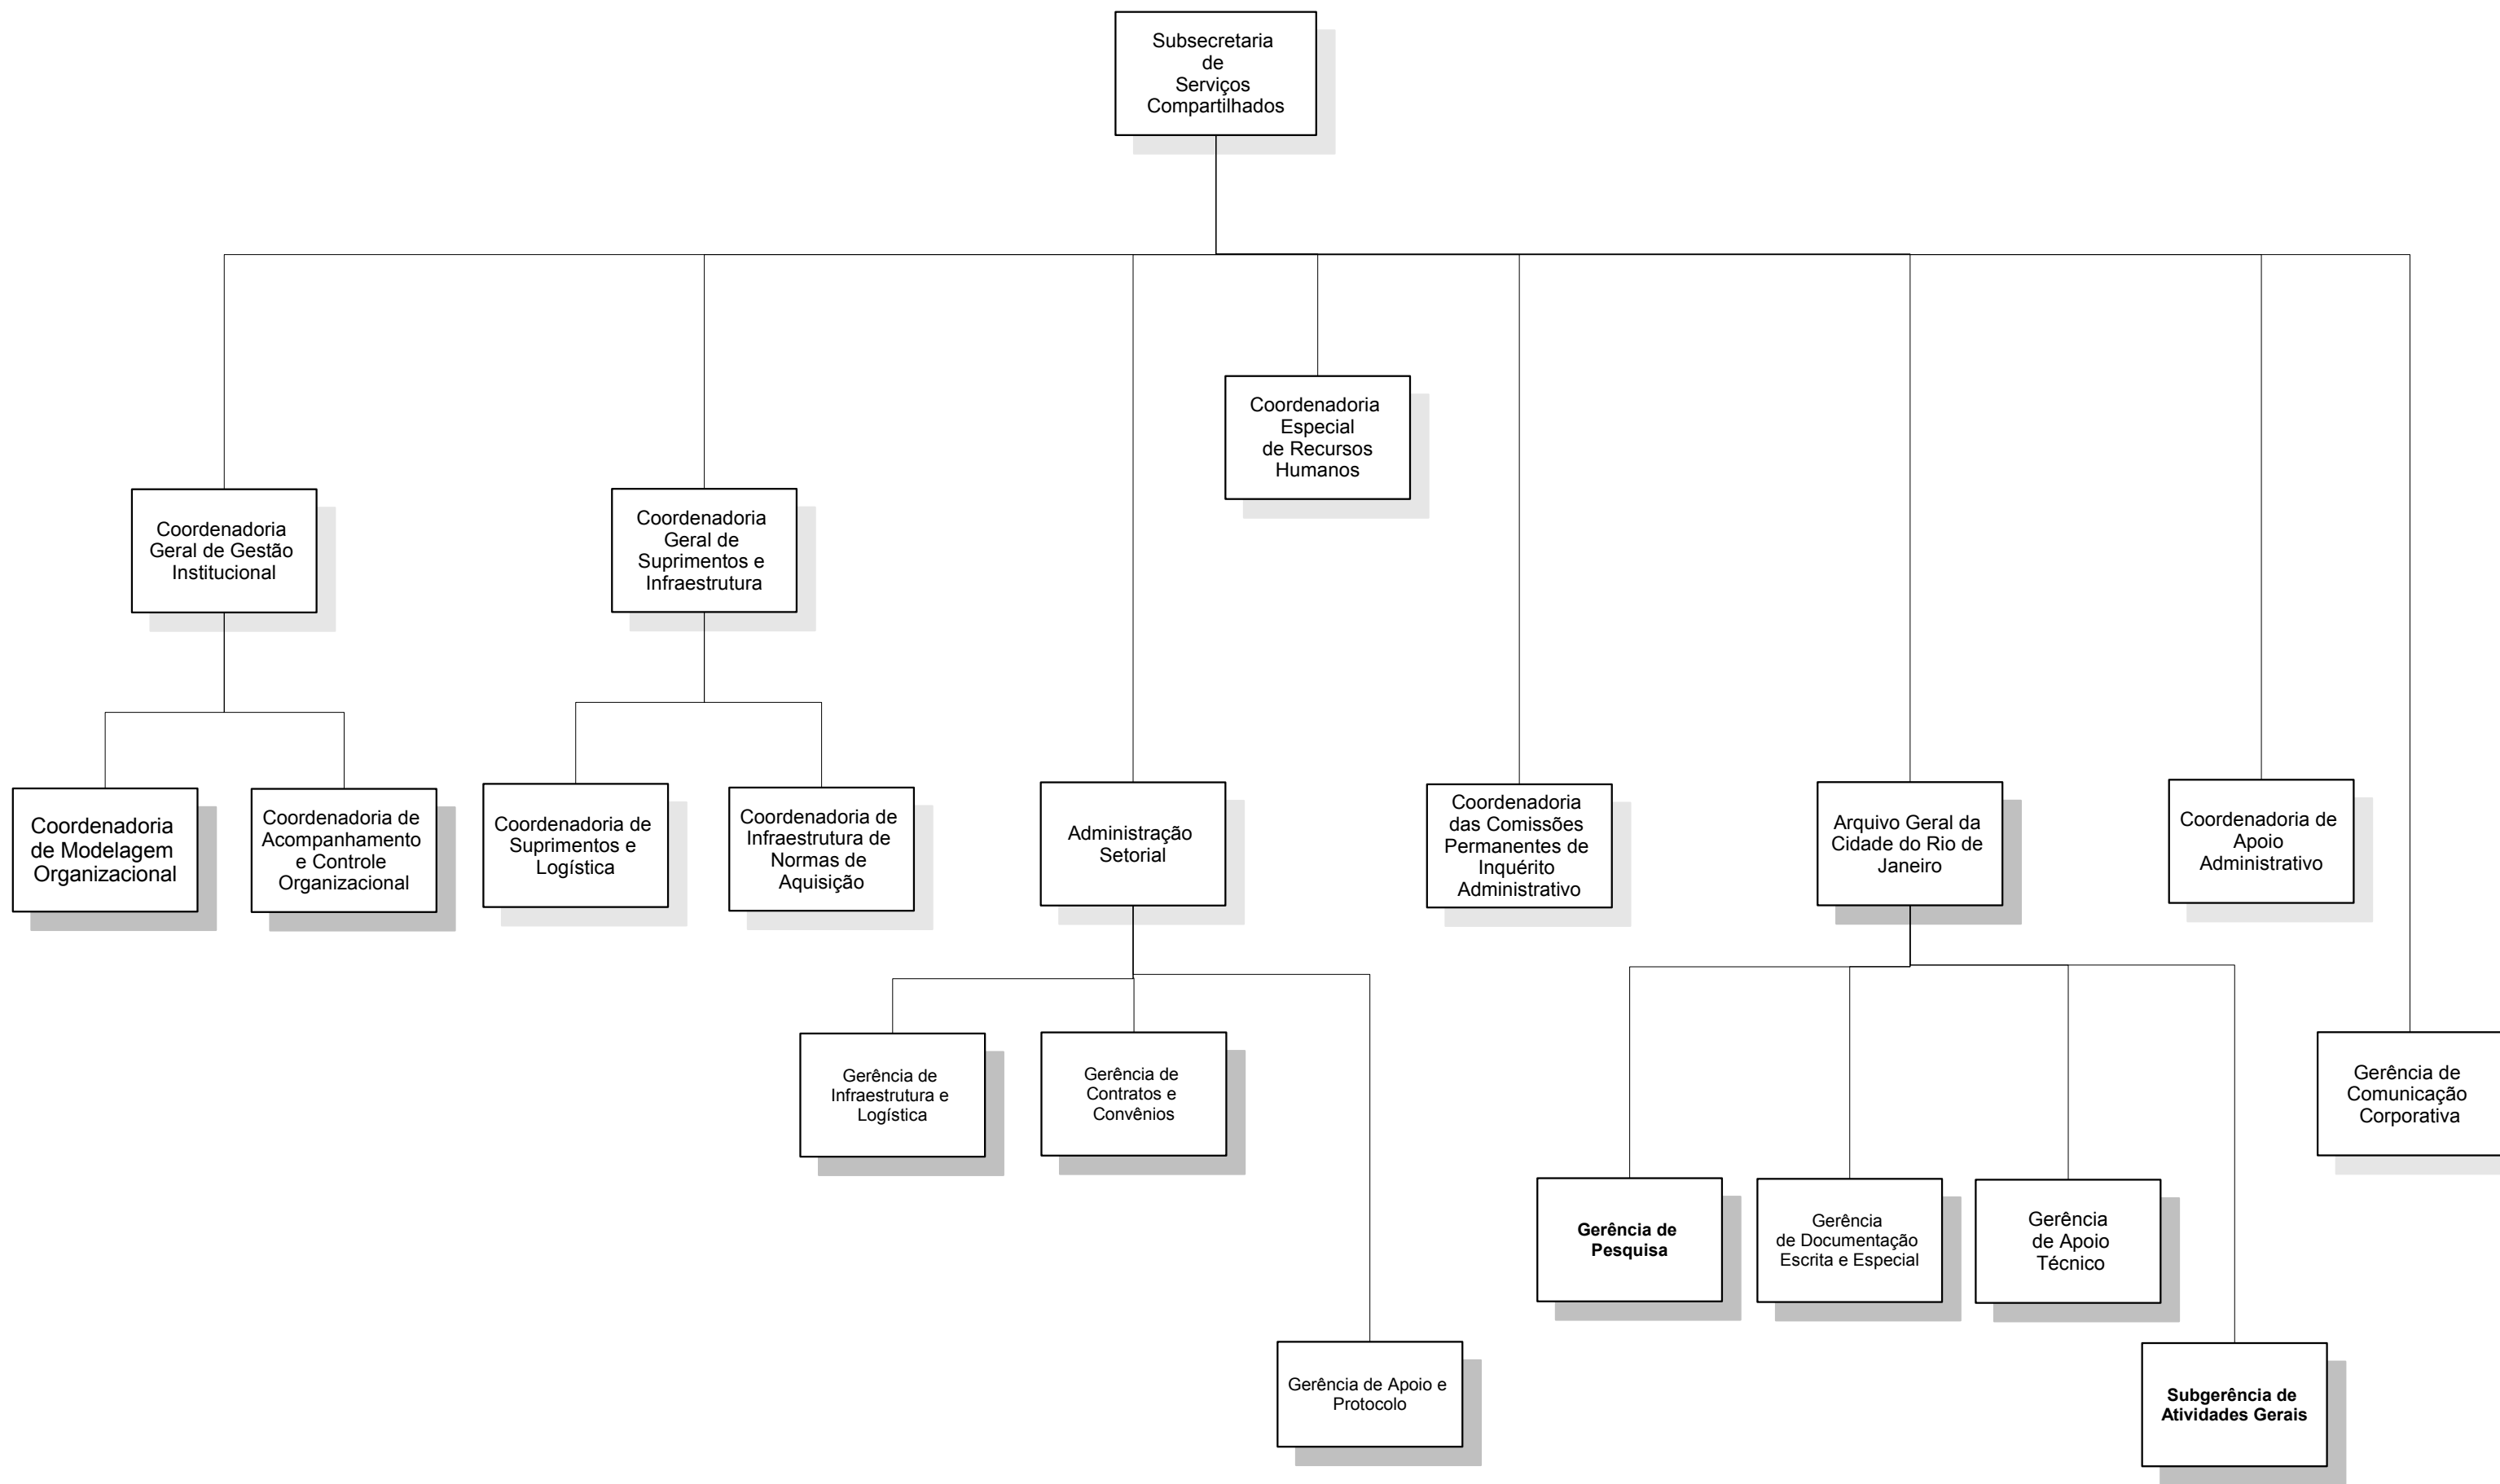 Subsecretaria
de
Serviços
Compartilhados
Coordenadoria
Especial
de Recursos
Humanos
Coordenadoria
Geral de Gestão
Institucional
Coordenadoria
Geral de
Suprimentos e
Infraestrutura
Coordenadoria
de Modelagem
Organizacional
Coordenadoria de
Acompanhamento
e Controle
Organizacional
Coordenadoria de
Suprimentos e
Logística
Coordenadoria de
Infraestrutura de
Normas de
Aquisição
Administração
Setorial
Coordenadoria
das Comissões
Permanentes de
Inquérito
Administrativo
Arquivo Geral da
Cidade do Rio de
Janeiro
Coordenadoria de
Apoio
Administrativo
Gerência de
Infraestrutura e
Logística
Gerência de
Contratos e
Convênios
Gerência de
Comunicação
Corporativa
Gerência de
Pesquisa
Gerência
de Documentação
Escrita e Especial
Gerência
de Apoio
Técnico
Gerência de Apoio e
Protocolo
Subgerência de
Atividades Gerais